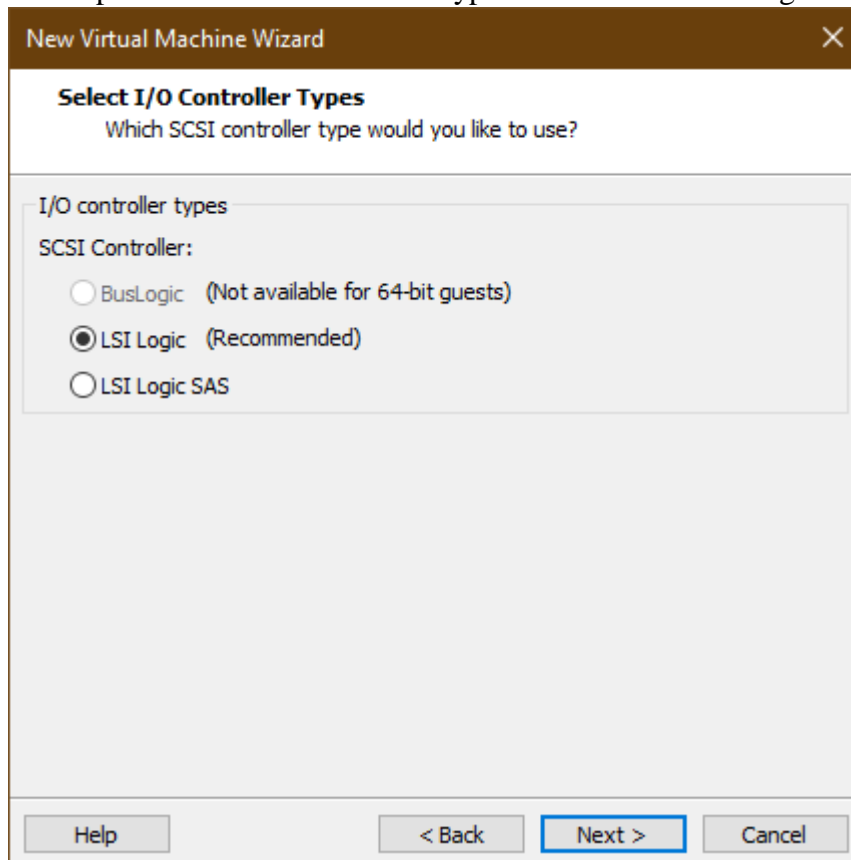 New Virtual Machine Wizard
Select I/O Controller Types
Which SCSI controller type would you like to use?
I/O controller types
SCSI Controller:
BusLogic (Not available for 64-bit guests)
LSI Logic (Recommended)
LSI Logic SAS
Help < Back Next > Cancel